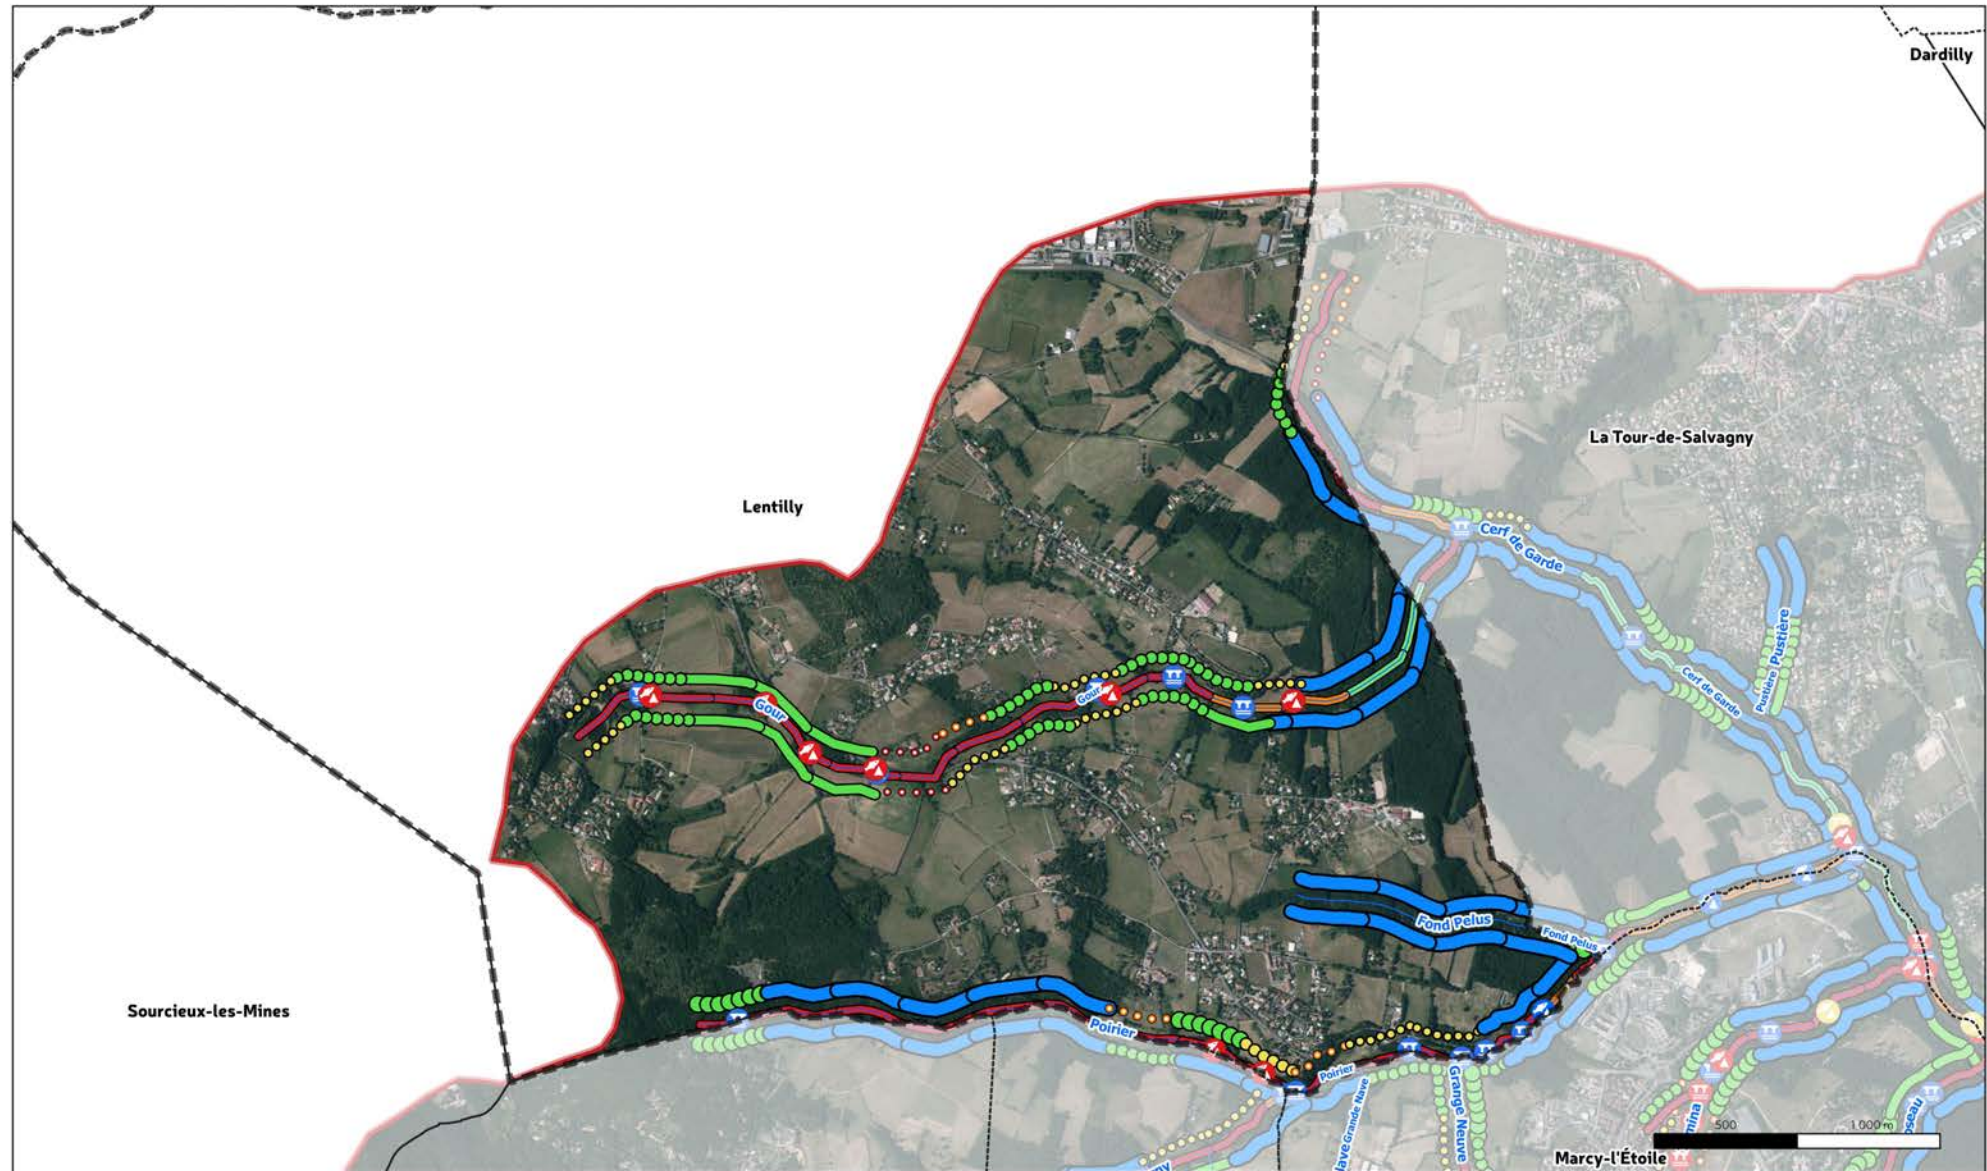 Dardilly
La Tour-de-Salvagny
Lentilly
Cerf de Garde
Pustière
Pustière
Cerf de Garde
Gour
Gour
Fond Pelus
Fond Pelus
Sourcieux-les-Mines
Poirier
Poirier
Grande Nave
Grange Neuve
500
1 000 m
Marcy-l'Étoile